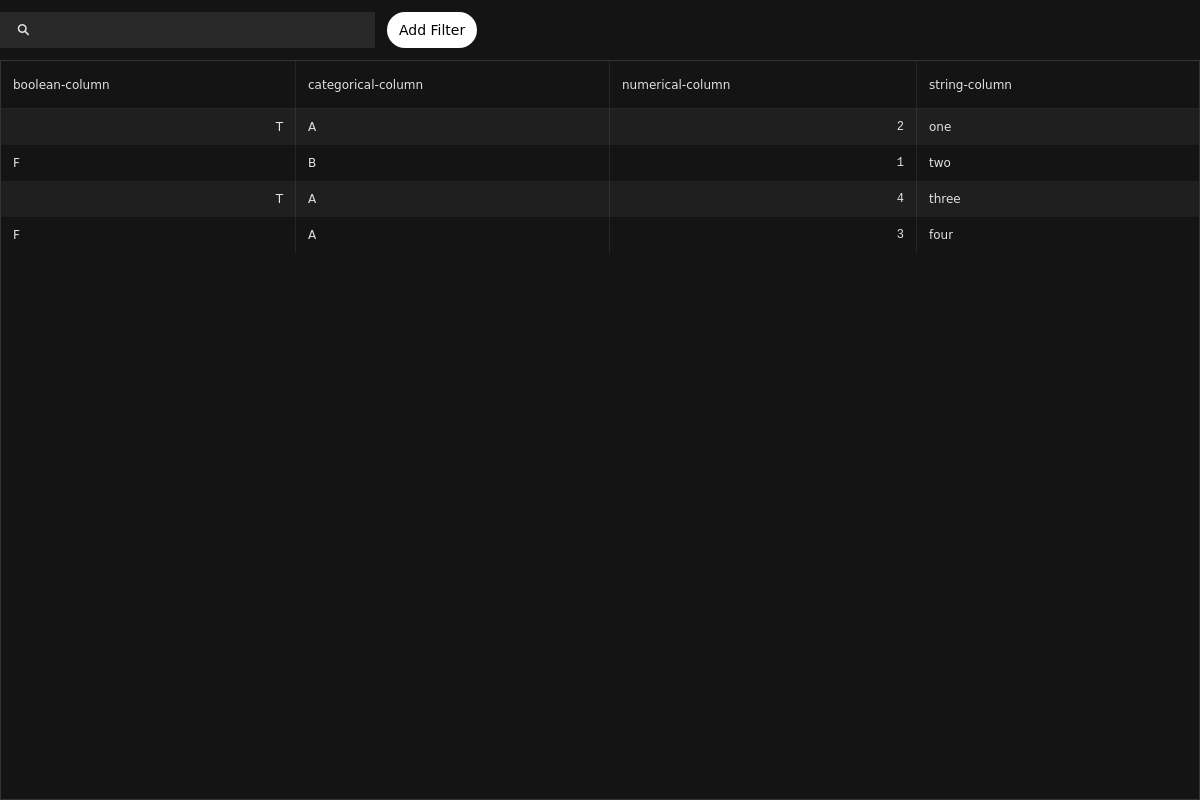 Add Filter
boolean-column categorical-column numerical-column string-column
T A 2 one
F B 1 two
T A 4 three
F A 3 four